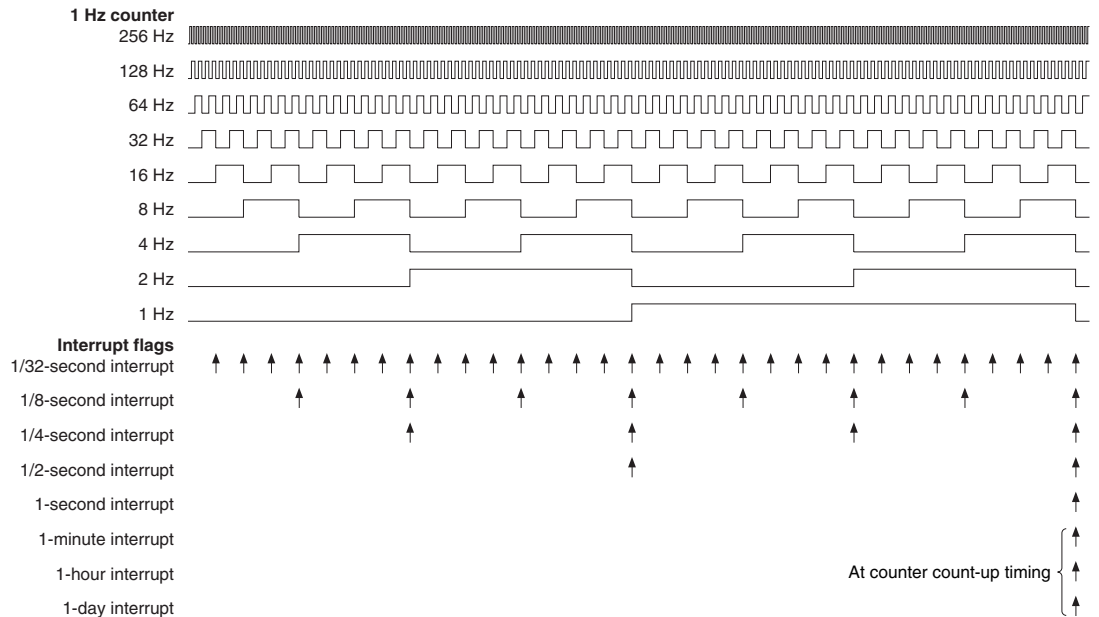 1 Hz counter
256 Hz
128 Hz
64 Hz
32 Hz
16 Hz
8 Hz
4 Hz
2 Hz
1 Hz
Interrupt flags
1/32-second interrupt
1/8-second interrupt
1/4-second interrupt
1/2-second interrupt
1-second interrupt
1-minute interrupt
1-hour interrupt
At counter count-up timing
1-day interrupt